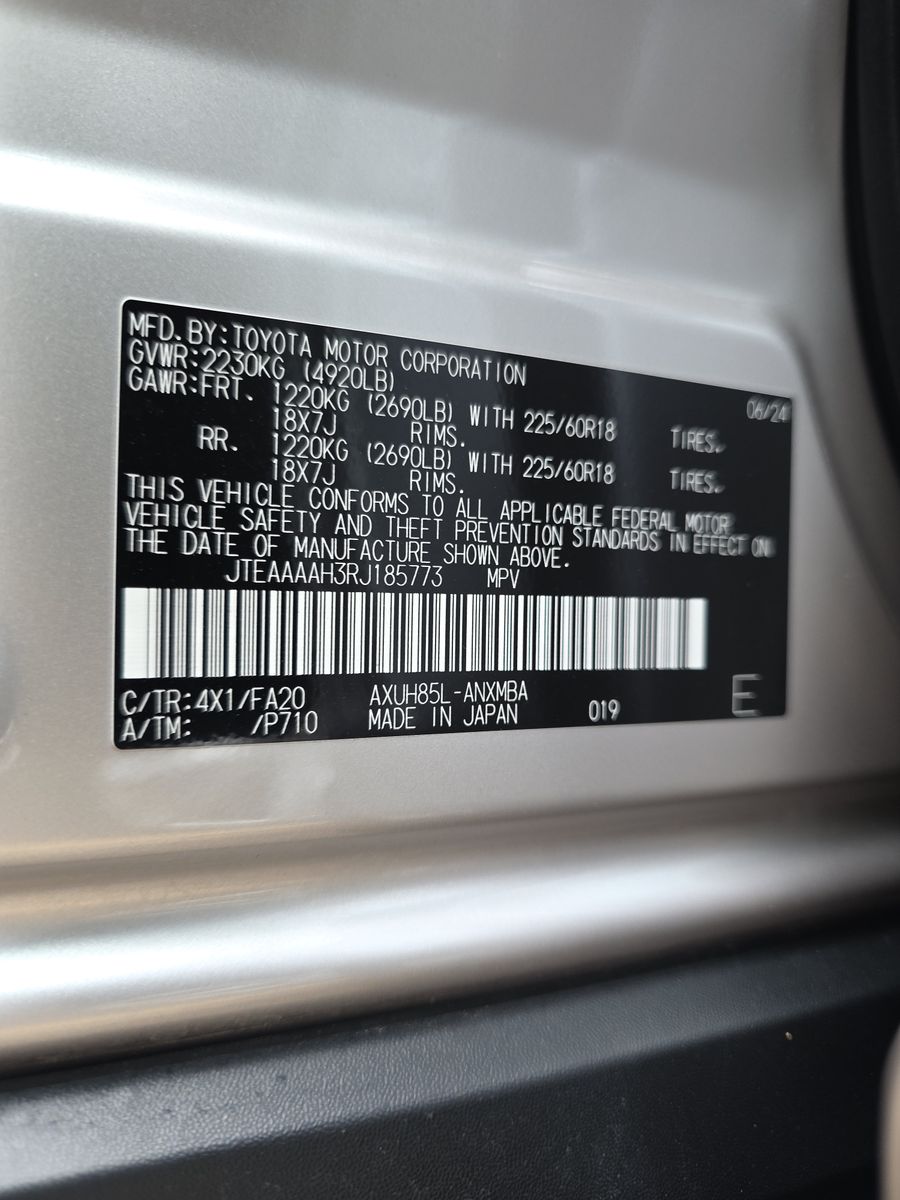 MFD.BY:TOYOTA MOTOR CORPORATION 06/24
GVWR:2230KG (4920LB)
GAWR:FRT. 1220KG (2690LB) WITH 225/60R18 TIRES.
18X7J RIMS.
RR. 1220KG (2690LB) WITH 225/60R18 TIRES.
18X7J RIMS.
THIS VEHICLE CONFORMS TO ALL APPLICABLE FEDERAL MOTOR
VEHICLE SAFETY AND THEFT PREVENTION STANDARDS IN EFFECT ON
THE DATE OF MANUFACTURE SHOWN ABOVE.
JTEAAAAH3RJ185773 MPV
C/TR:4X1/FA20 AXUH85L-ANXMBA
A/TM: /P710 MADE IN JAPAN 019 E